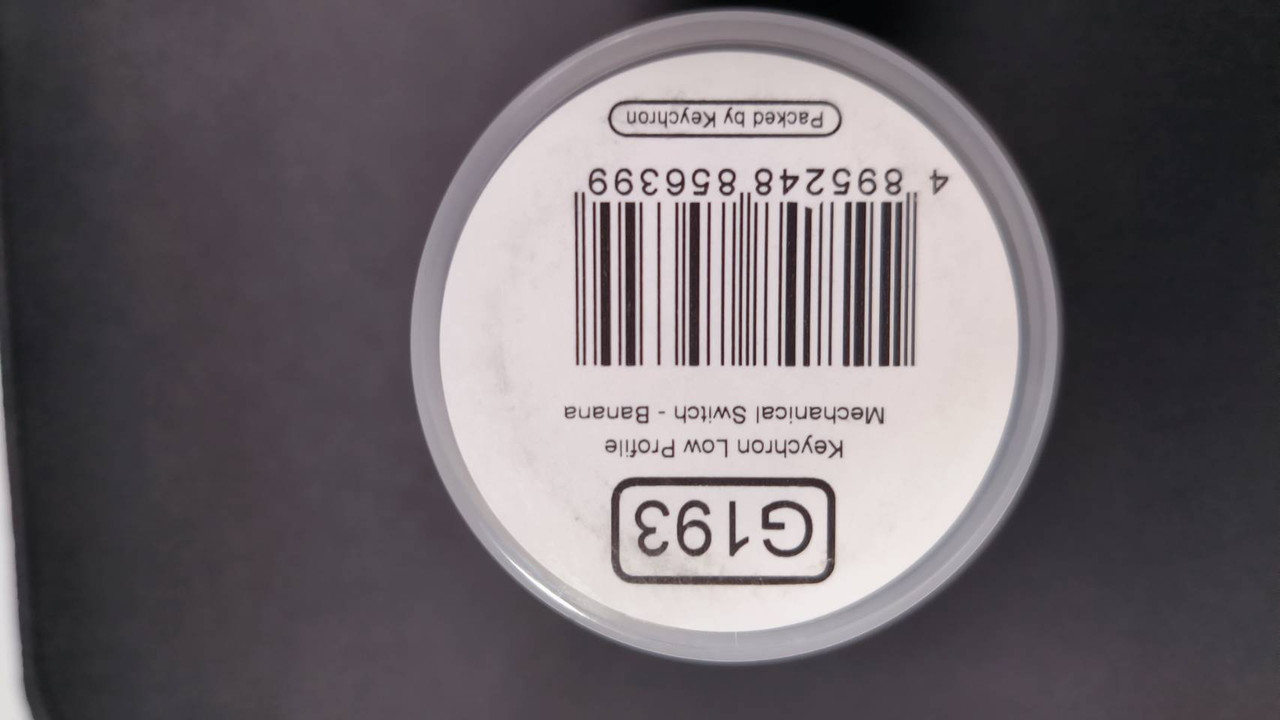 G193
Keychron Low Profile
Mechanical Switch - Banana
4 895248 856399
Packed by Keychron